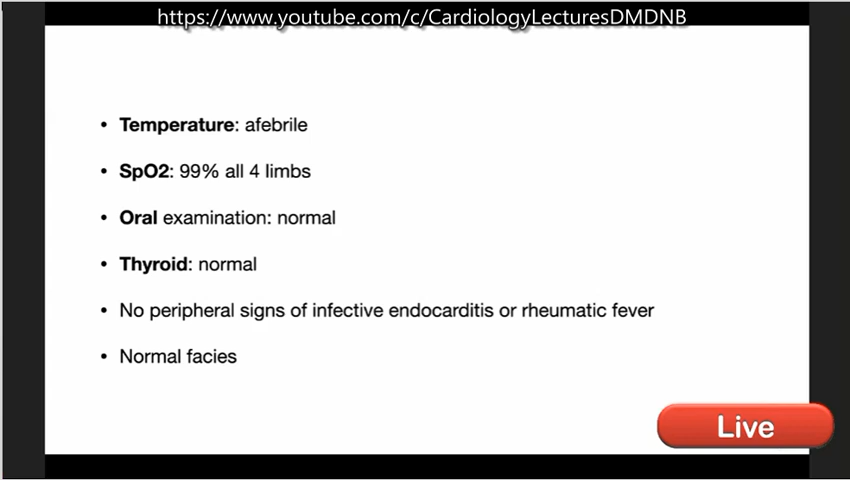 https://www.youtube.com/c/CardiologyLecturesDMDNB
• Temperature: afebrile
• SpO2: 99% all 4 limbs
• Oral examination: normal
• Thyroid: normal
• No peripheral signs of infective endocarditis or rheumatic fever
• Normal facies
Live